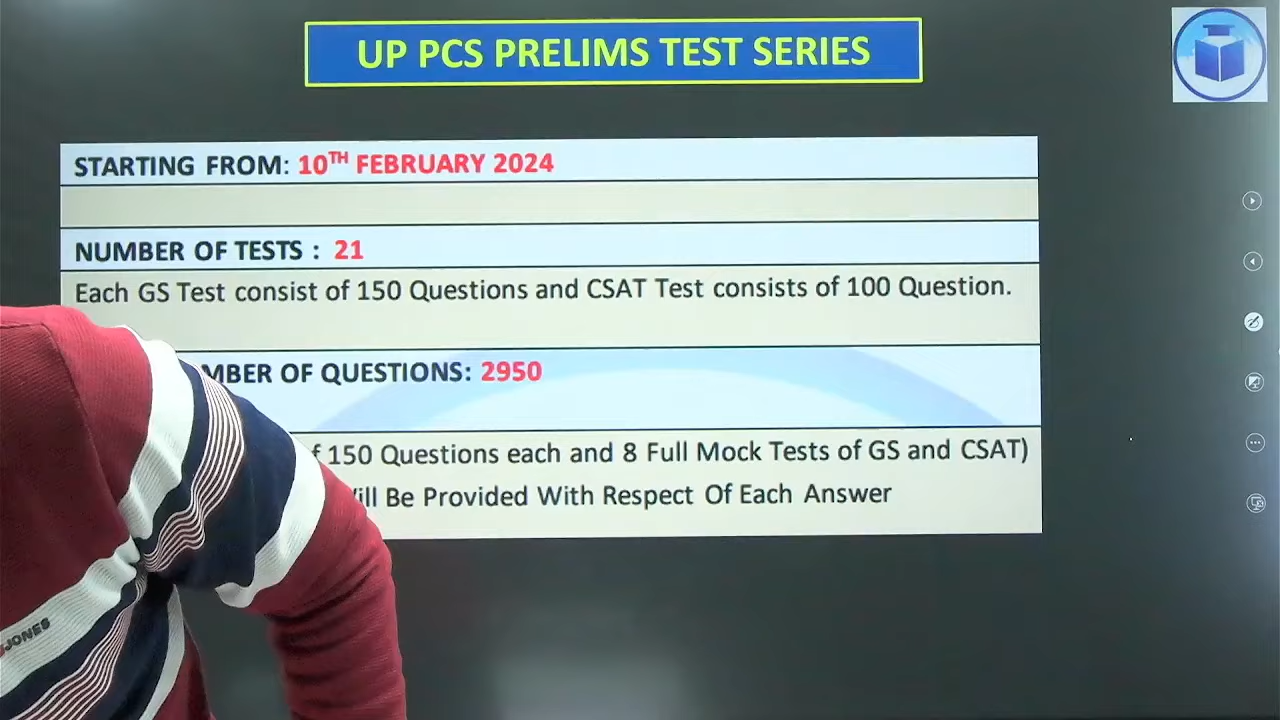 UP PCS PRELIMS TEST SERIES
STARTING FROM: 10TH FEBRUARY 2024
NUMBER OF TESTS : 21
Each GS Test consist of 150 Questions and CSAT Test consists of 100 Question.
MBER OF QUESTIONS: 2950
f 150 Questions each and 8 Full Mock Tests of GS and CSAT)
ill Be Provided With Respect Of Each Answer
JONES